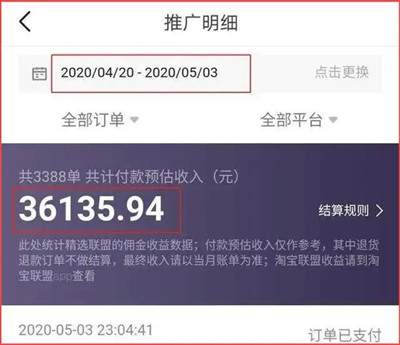 推广明细
2020/04/20 - 2020/05/03
点击更换
全部订单
全部平台
共3388单 共计付款预估收入（元）
36135.94
结算规则
此处统计精选联盟的佣金收益数据；付款预估收入仅作参考，其中退货
退款订单不做结算，最终收入请以当月账单为准；淘宝联盟收益请到淘
宝联盟app查看
2020-05-03 23:04:41
订单已支付